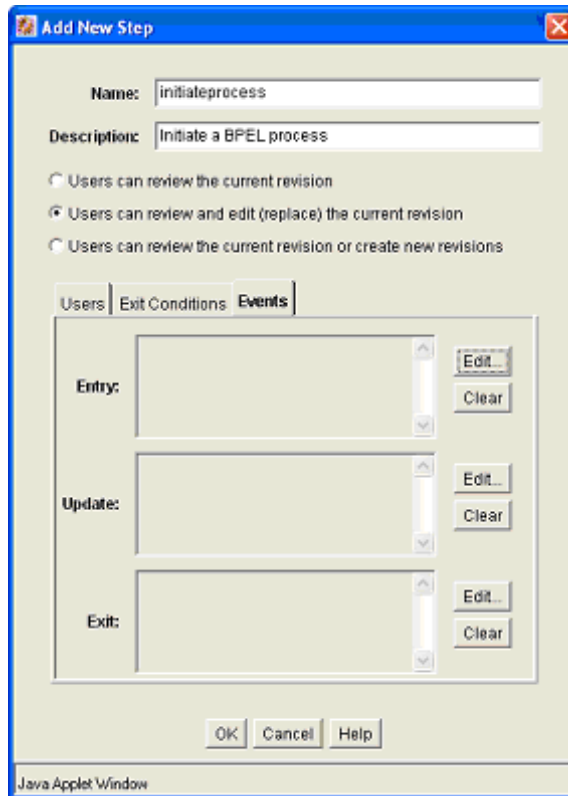 Add New Step
Name: initiateprocess
Description: Initiate a BPEL process
Users can review the current revision
Users can review and edit (replace) the current revision
Users can review the current revision or create new revisions
Users Exit Conditions Events
Entry:
Edit...
Clear
Update:
Edit...
Clear
Exit:
Edit...
Clear
OK Cancel Help
Java Applet Window